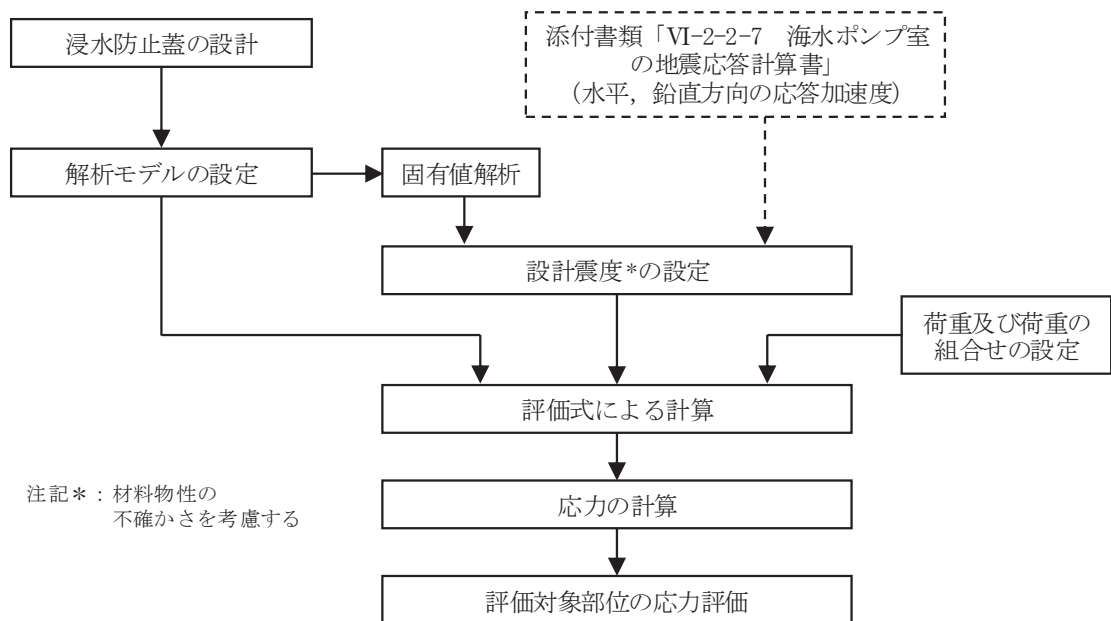 浸水防止蓋の設計
添付書類「Ⅵ-2-2-7 海水ポンプ室
の地震応答計算書」
(水平,鉛直方向の応答加速度)
解析モデルの設定
固有値解析
設計震度*の設定
荷重及び荷重の
組合せの設定
評価式による計算
注記*:材料物性の
不確かさを考慮する
応力の計算
評価対象部位の応力評価